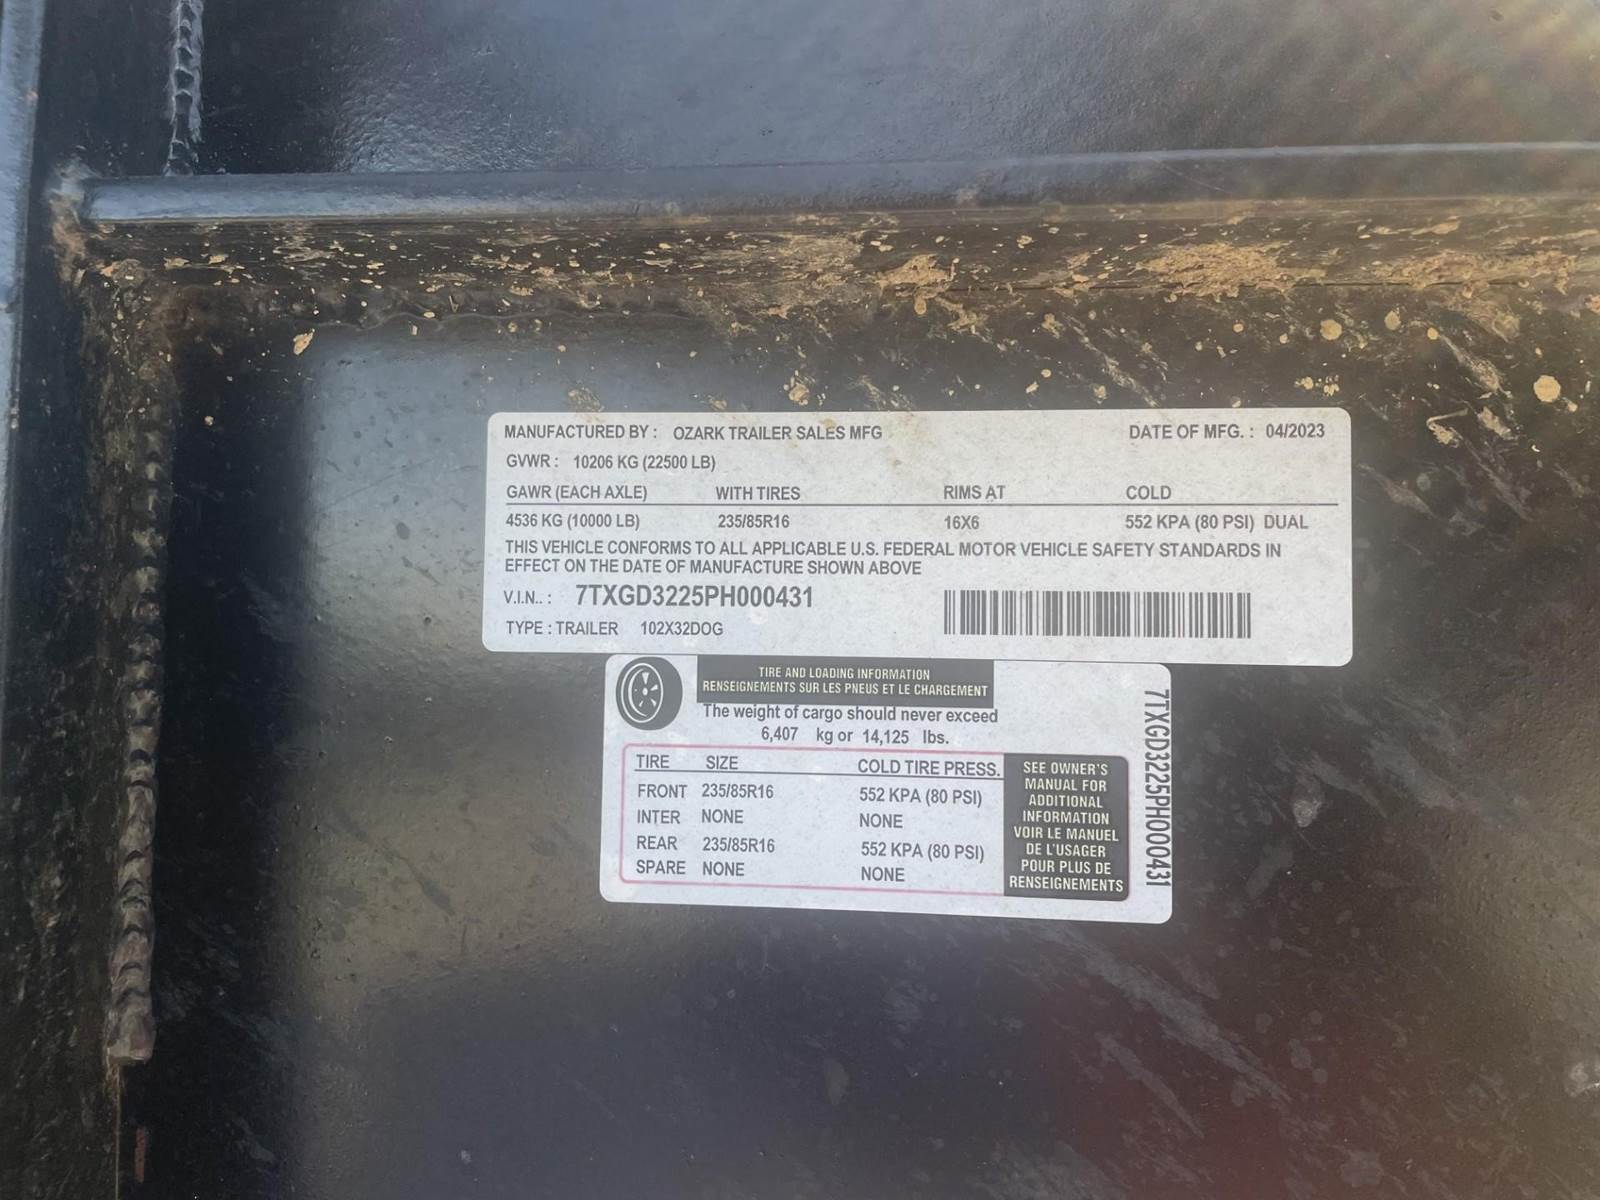 MANUFACTURED BY : OZARK TRAILER SALES MFG DATE OF MFG. : 04/2023
GVWR : 10206 KG (22500 LB)
GAWR (EACH AXLE) WITH TIRES RIMS AT COLD
4536 KG (10000 LB) 235/85R16 16X6 552 KPA (80 PSI) DUAL
THIS VEHICLE CONFORMS TO ALL APPLICABLE U.S. FEDERAL MOTOR VEHICLE SAFETY STANDARDS IN
EFFECT ON THE DATE OF MANUFACTURE SHOWN ABOVE
V.I.N.. : 7TXGD3225PH000431
TYPE : TRAILER 102X32DOG
TIRE AND LOADING INFORMATION
RENSEIGNEMENTS SUR LES PNEUS ET LE CHARGEMENT
The weight of cargo should never exceed
6,407 kg or 14,125 lbs.
TIRE SIZE COLD TIRE PRESS.
FRONT 235/85R16 552 KPA (80 PSI)
INTER NONE NONE
REAR 235/85R16 552 KPA (80 PSI)
SPARE NONE NONE
SEE OWNER'S
MANUAL FOR
ADDITIONAL
INFORMATION
VOIR LE MANUEL
DE L'USAGER
POUR PLUS DE
RENSEIGNEMENTS
7TXGD3225PH000431